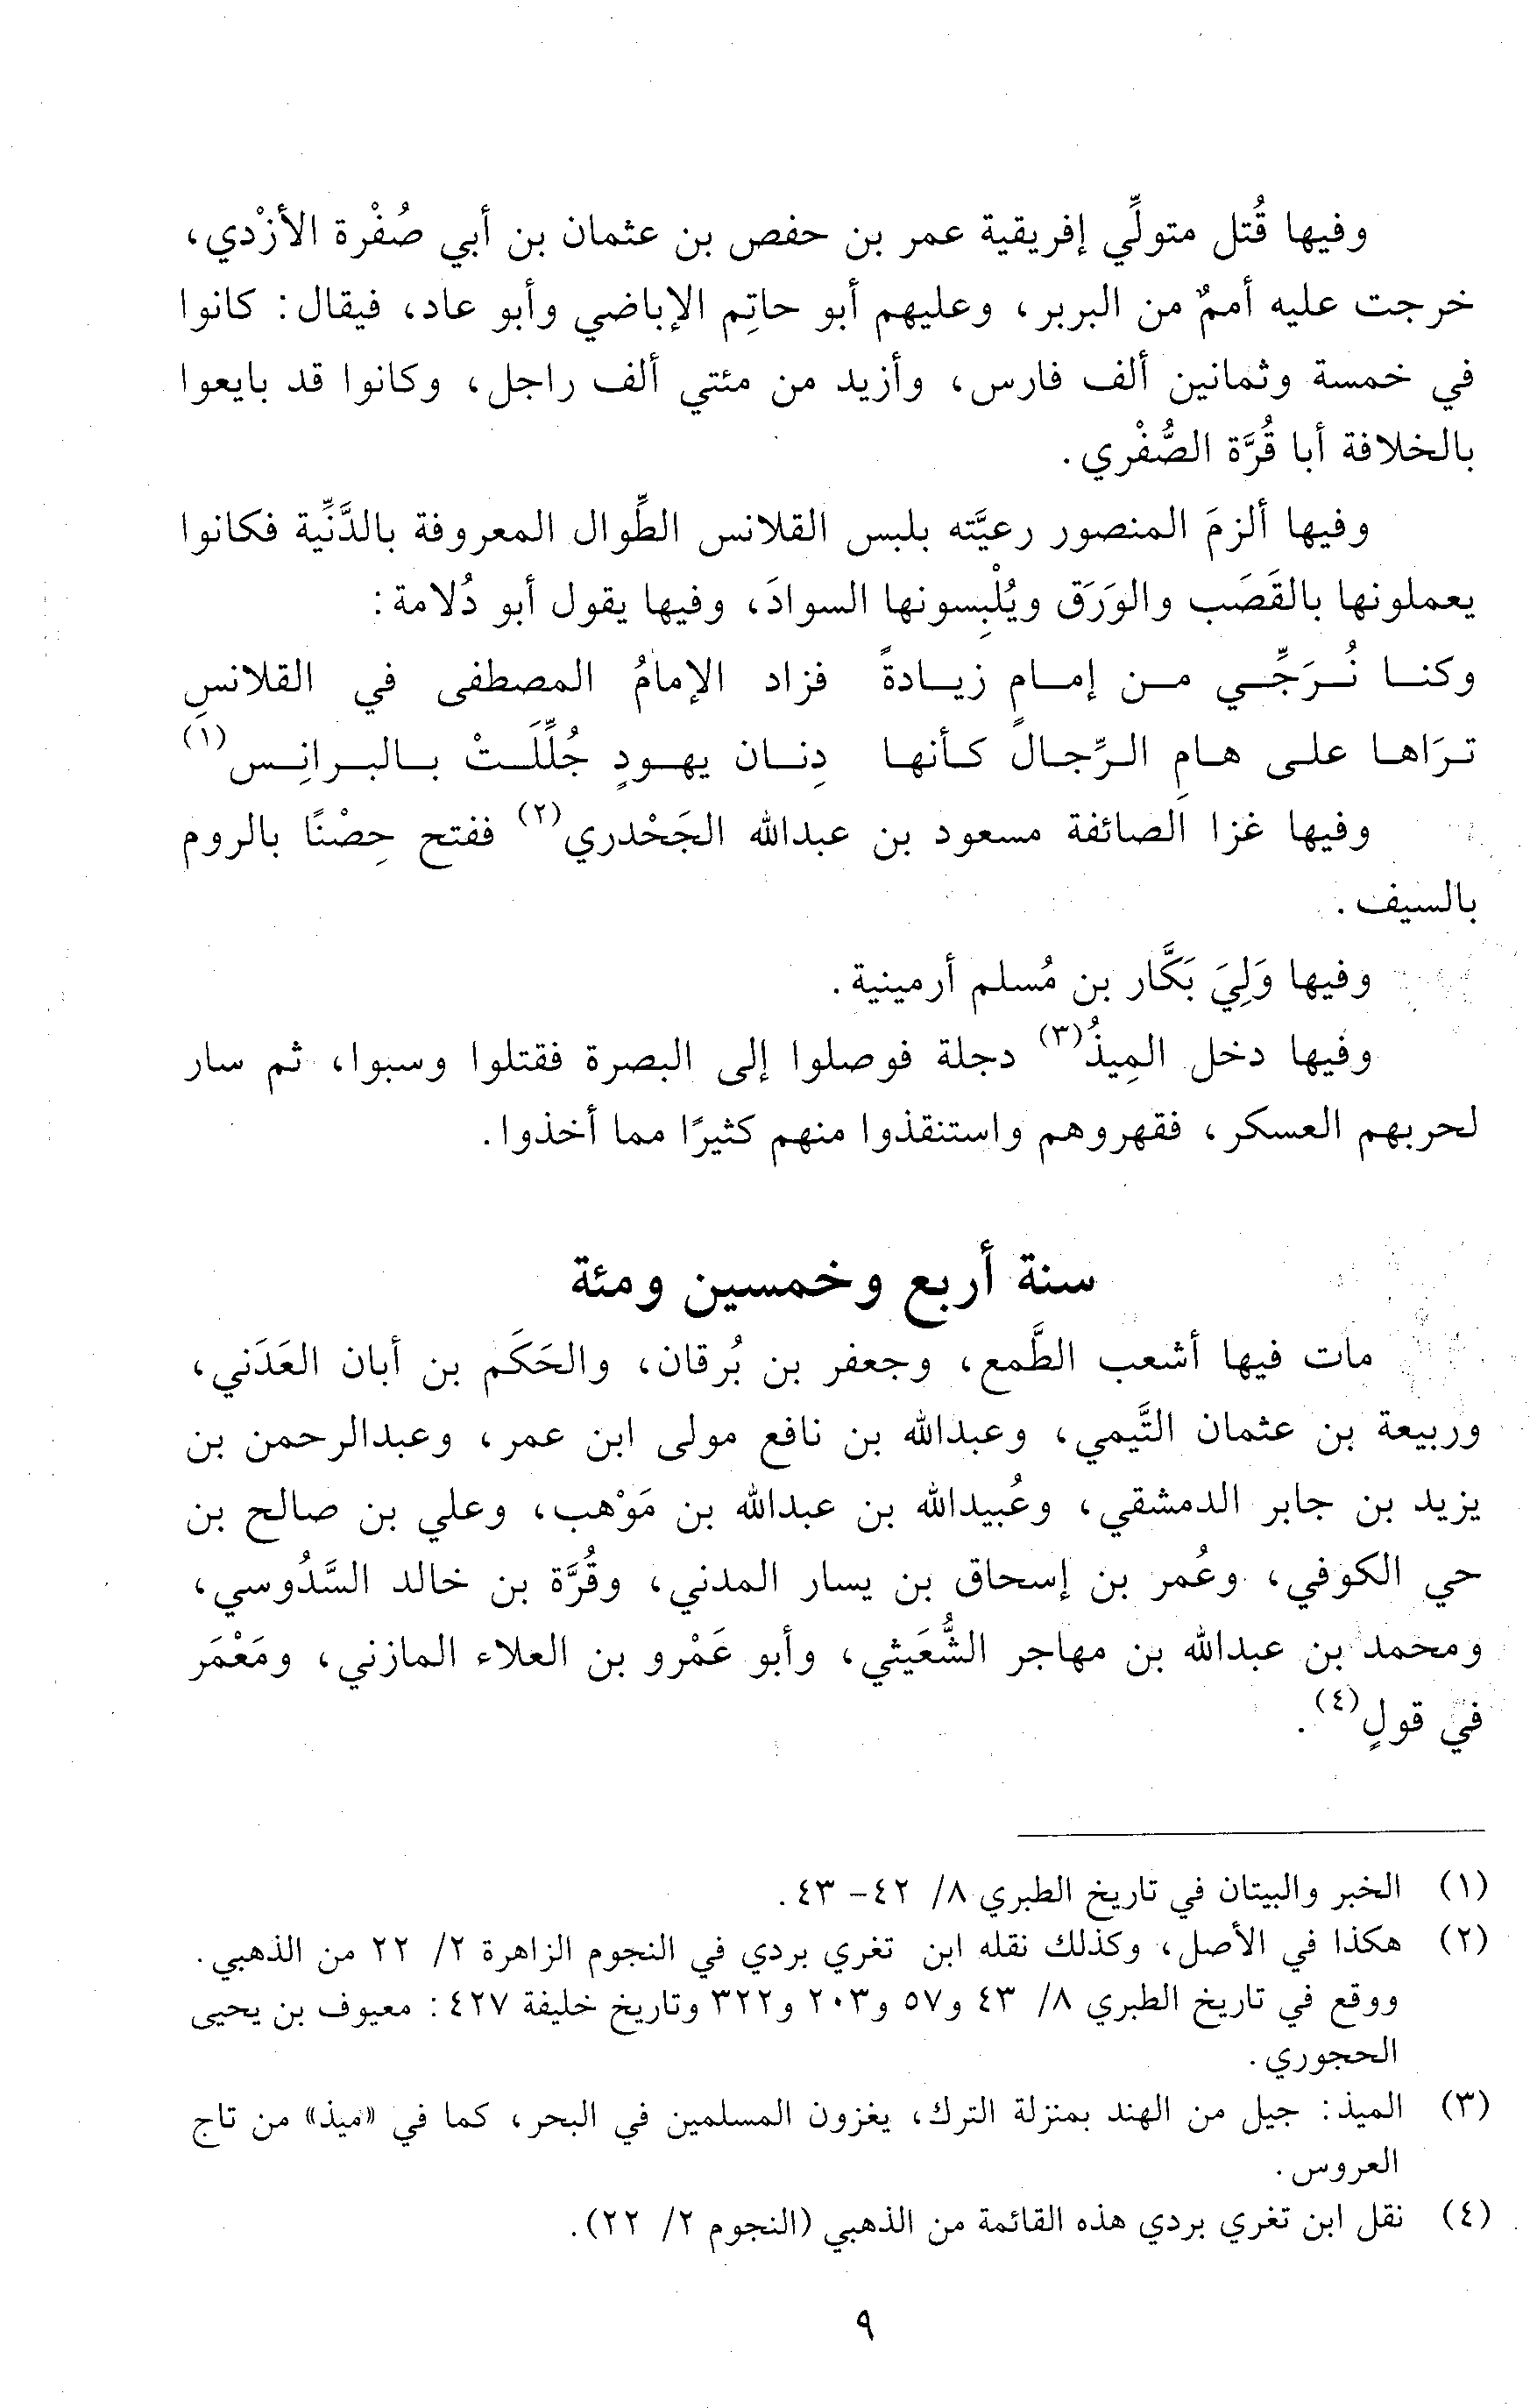 وفيها قُتل متولِّي إفريقية عمر بن حفص بن عثمان بن أبي صُفْرة الأزْدي،
خرجت عليه أممٌ من البربر، وعليهم أبو حاتِم الإباضي وأبو عاد، فيقال: كانوا
في خمسة وثمانين ألف فارس، وأزيد من مئتي ألف راجل، وكانوا قد بايعوا
بالخلافة أبا قُرَّة الصُّفْري.
وفيها ألزمَ المنصور رعيَّته بلبس القلانس الطِّوال المعروفة بالدَّنِّية فكانوا
يعملونها بالقَصَب والوَرَق ويُلْبِسونها السوادَ، وفيها يقول أبو دُلامة:
وكنا نُرَجِّي من إمام زيادةً فزاد الإمامُ المصطفى في القلانسِ
ترَاها على هامِ الرِّجالِ كأنها دِنان يهودٍ جُلِّلَتْ بالبرانِس(١)
وفيها غزا الصائفة مسعود بن عبدالله الجَحْدري(٢) ففتح حِصْنًا بالروم
بالسيف.
وفيها وَلِيَ بَكَّار بن مُسلم أرمينية.
وفيها دخل المِيذُ(٣) دجلة فوصلوا إلى البصرة فقتلوا وسبوا، ثم سار
لحربهم العسكر، فقهروهم واستنقذوا منهم كثيرًا مما أخذوا.
سنة أربع وخمسين ومئة
مات فيها أشعب الطَّمع، وجعفر بن بُرقان، والحَكَم بن أبان العَدَني،
وربيعة بن عثمان التَّيمي، وعبدالله بن نافع مولى ابن عمر، وعبدالرحمن بن
يزيد بن جابر الدمشقي، وعُبيدالله بن عبدالله بن مَوْهب، وعلي بن صالح بن
حي الكوفي، وعُمر بن إسحاق بن يسار المدني، وقُرَّة بن خالد السَّدُوسي،
ومحمد بن عبدالله بن مهاجر الشُّعَيثي، وأبو عَمْرو بن العلاء المازني، ومَعْمَر
في قولٍ(٤).
(١) الخبر والبيتان في تاريخ الطبري ٨/ ٤٢- ٤٣.
(٢) هكذا في الأصل، وكذلك نقله ابن تغري بردي في النجوم الزاهرة ٢/ ٢٢ من الذهبي.
ووقع في تاريخ الطبري ٨/ ٤٣ و٥٧ و٢٠٣ و٣٢٢ وتاريخ خليفة ٤٢٧: معيوف بن يحيى
الحجوري.
(٣) الميذ: جيل من الهند بمنزلة الترك، يغزون المسلمين في البحر، كما في «ميذ» من تاج
العروس.
(٤) نقل ابن تغري بردي هذه القائمة من الذهبي (النجوم ٢/ ٢٢).
٩